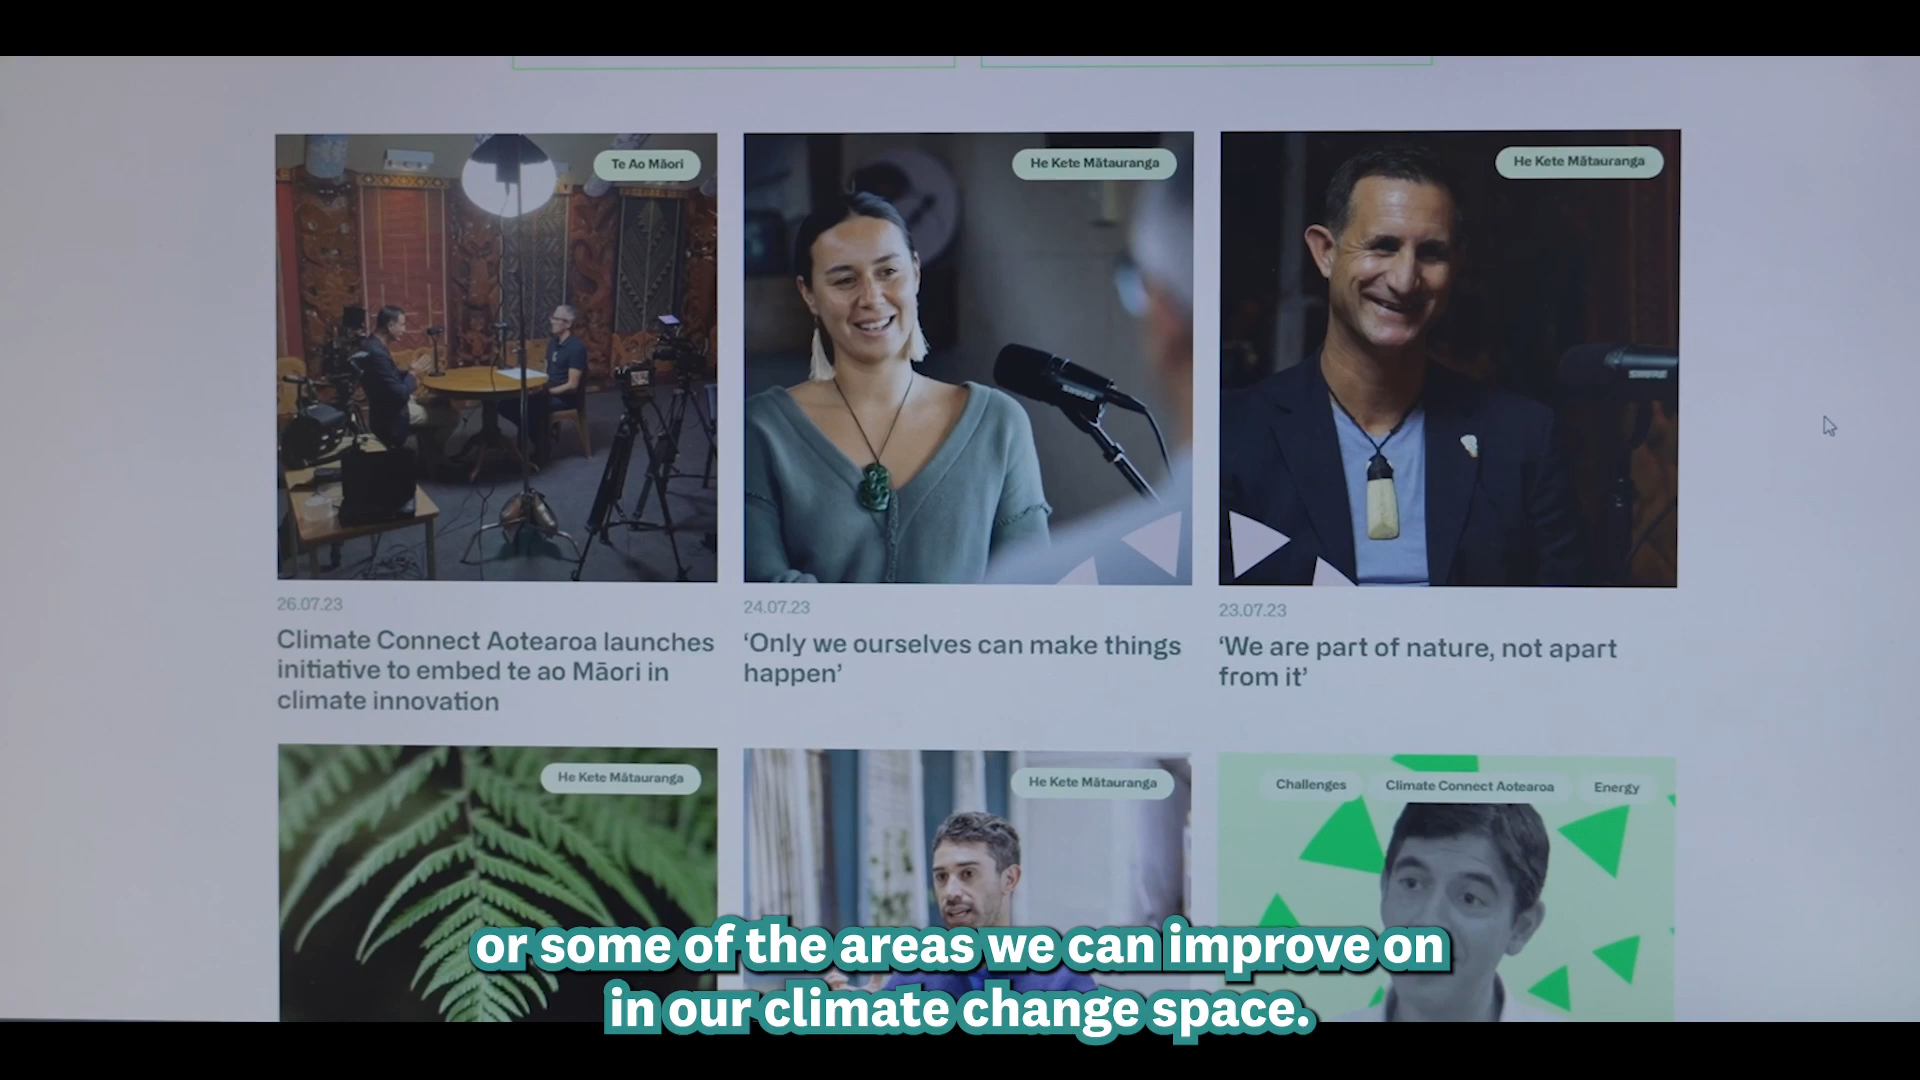 Te Ao Māori
He Kete Mātauranga
He Kete Mātauranga
SHURE
SHURE
26.07.23
Climate Connect Aotearoa launches
initiative to embed te ao Māori in
climate innovation
24.07.23
‘Only we ourselves can make things
happen’
23.07.23
‘We are part of nature, not apart
from it’
He Kete Mātauranga
He Kete Mātauranga
Challenges
Climate Connect Aotearoa
Energy
or some of the areas we can improve on
in our climate change space.